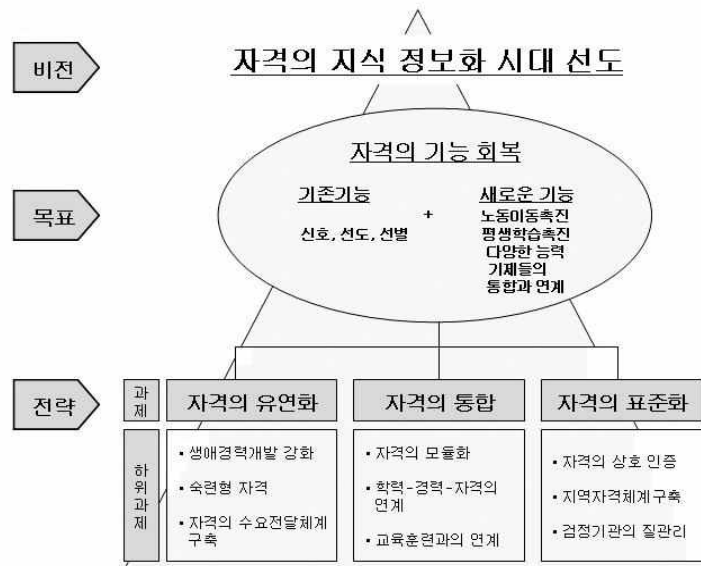 비전
자격의 지식 정보화 시대 선도
자격의 기능 회복
목표
기존기능
+
새로운 기능
신호, 선도, 선별
노동이동촉진
평생학습촉진
다양한 능력
기제들의
통합과 연계
전략
과
제
자격의 유연화
자격의 통합
자격의 표준화
하
위
과
제
• 생애경력개발 강화
• 숙련형 자격
• 자격의 수요전달체계
구축
• 자격의 모듈화
• 학력-경력-자격의
연계
• 교육훈련과의 연계
• 자격의 상호 인증
• 지역자격체계구축
• 검정기관의 질관리